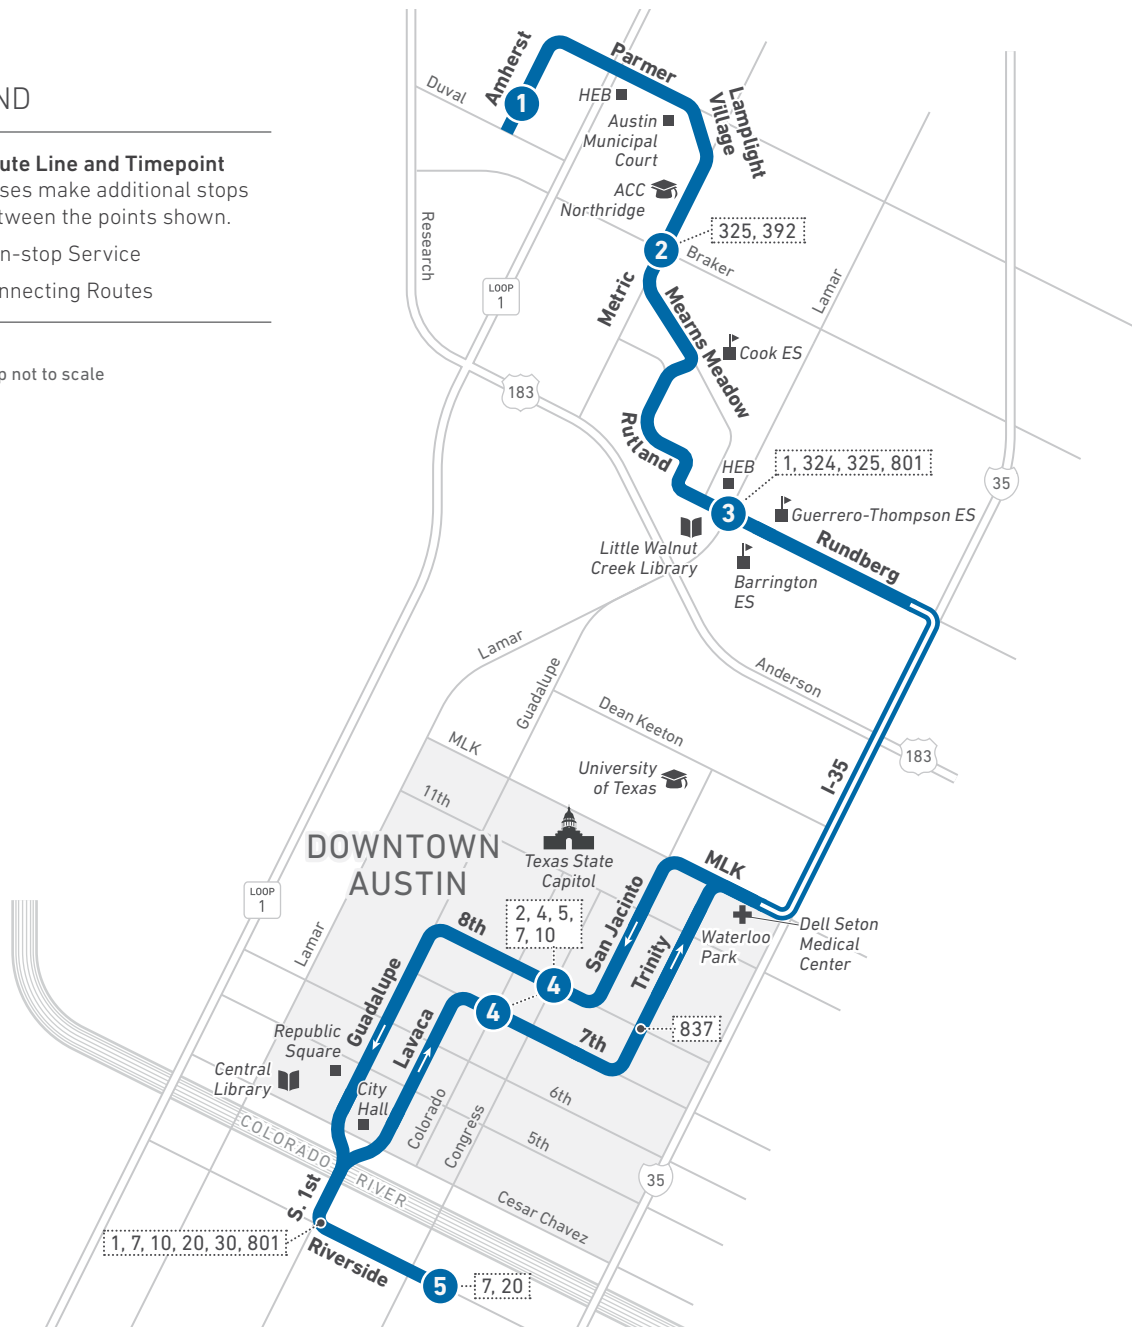 ND
ute Line and Timepoint
ses make additional stops
tween the points shown.
n-stop Service
nnecting Routes
p not to scale
Amherst
Parmer
Duval
1
HEB
Austin
Municipal
Court
Lamplight
Village
ACC
Northridge
Research
2
325, 392
Braker
LOOP
1
Metric
Mearns Meadow
Lamar
Cook ES
183
Rutland
HEB
1, 324, 325, 801
35
3
Guerrero-Thompson ES
Little Walnut
Creek Library
Barrington
ES
Rundberg
Lamar
Guadalupe
Anderson
Dean Keeton
MLK
183
I-35
University
of Texas
11th
DOWNTOWN
AUSTIN
Texas State
Capitol
MLK
LOOP
1
Lamar
8th
2, 4, 5,
7, 10
San Jacinto
Trinity
Waterloo
Park
Dell Seton
Medical
Center
4
4
Guadalupe
Lavaca
7th
837
Republic
Square
Central
Library
City
Hall
Colorado
Congress
6th
5th
COLORADO RIVER
35
S. 1st
Cesar Chavez
1, 7, 10, 20, 30, 801
Riverside
5
7, 20